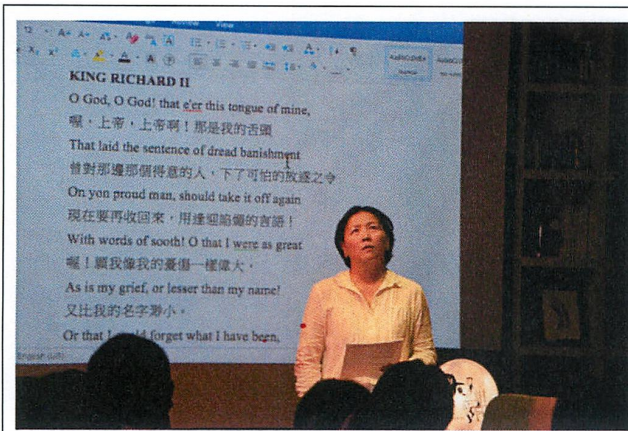 Review View
12
KING RICHARD II
O God, O God! that e'er this tongue of mine,
喔，上帝，上帝啊！那是我的舌頭
That laid the sentence of dread banishment
曾對那邊那個得意的人，下了可怕的放逐之令
On yon proud man, should take it off again
現在要再收回來，用逢迎諂媚的言語！
With words of sooth! O that I were as great
喔！願我像我的憂傷一樣偉大，
As is my grief, or lesser than my name!
又比我的名字渺小。
Or that I forget what I have been,
English (US)